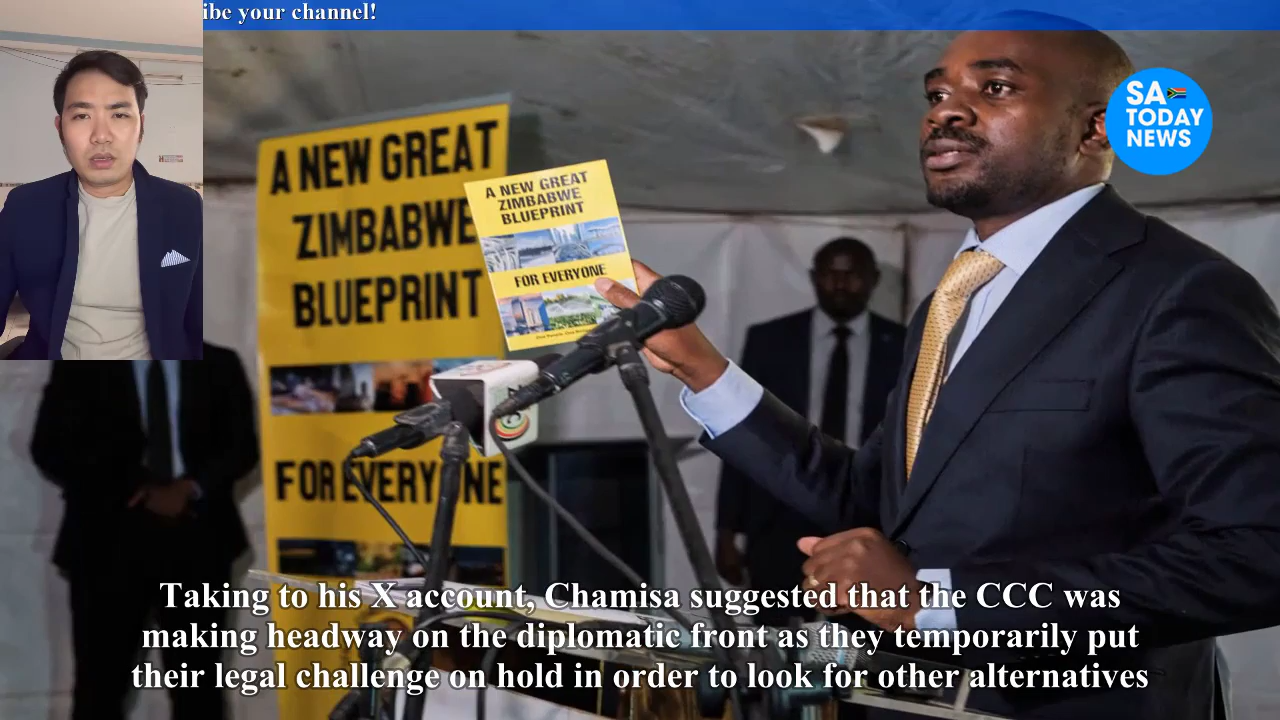 ibe your channel!
SA
TODAY
NEWS
A NEW GREAT
ZIMBABWE
BLUEPRINT
FOR EVERYONE
A NEW GREAT
ZIMBABWE
BLUEPRINT
FOR EVERYONE
Taking to his X account, Chamisa suggested that the CCC was
making headway on the diplomatic front as they temporarily put
their legal challenge on hold in order to look for other alternatives